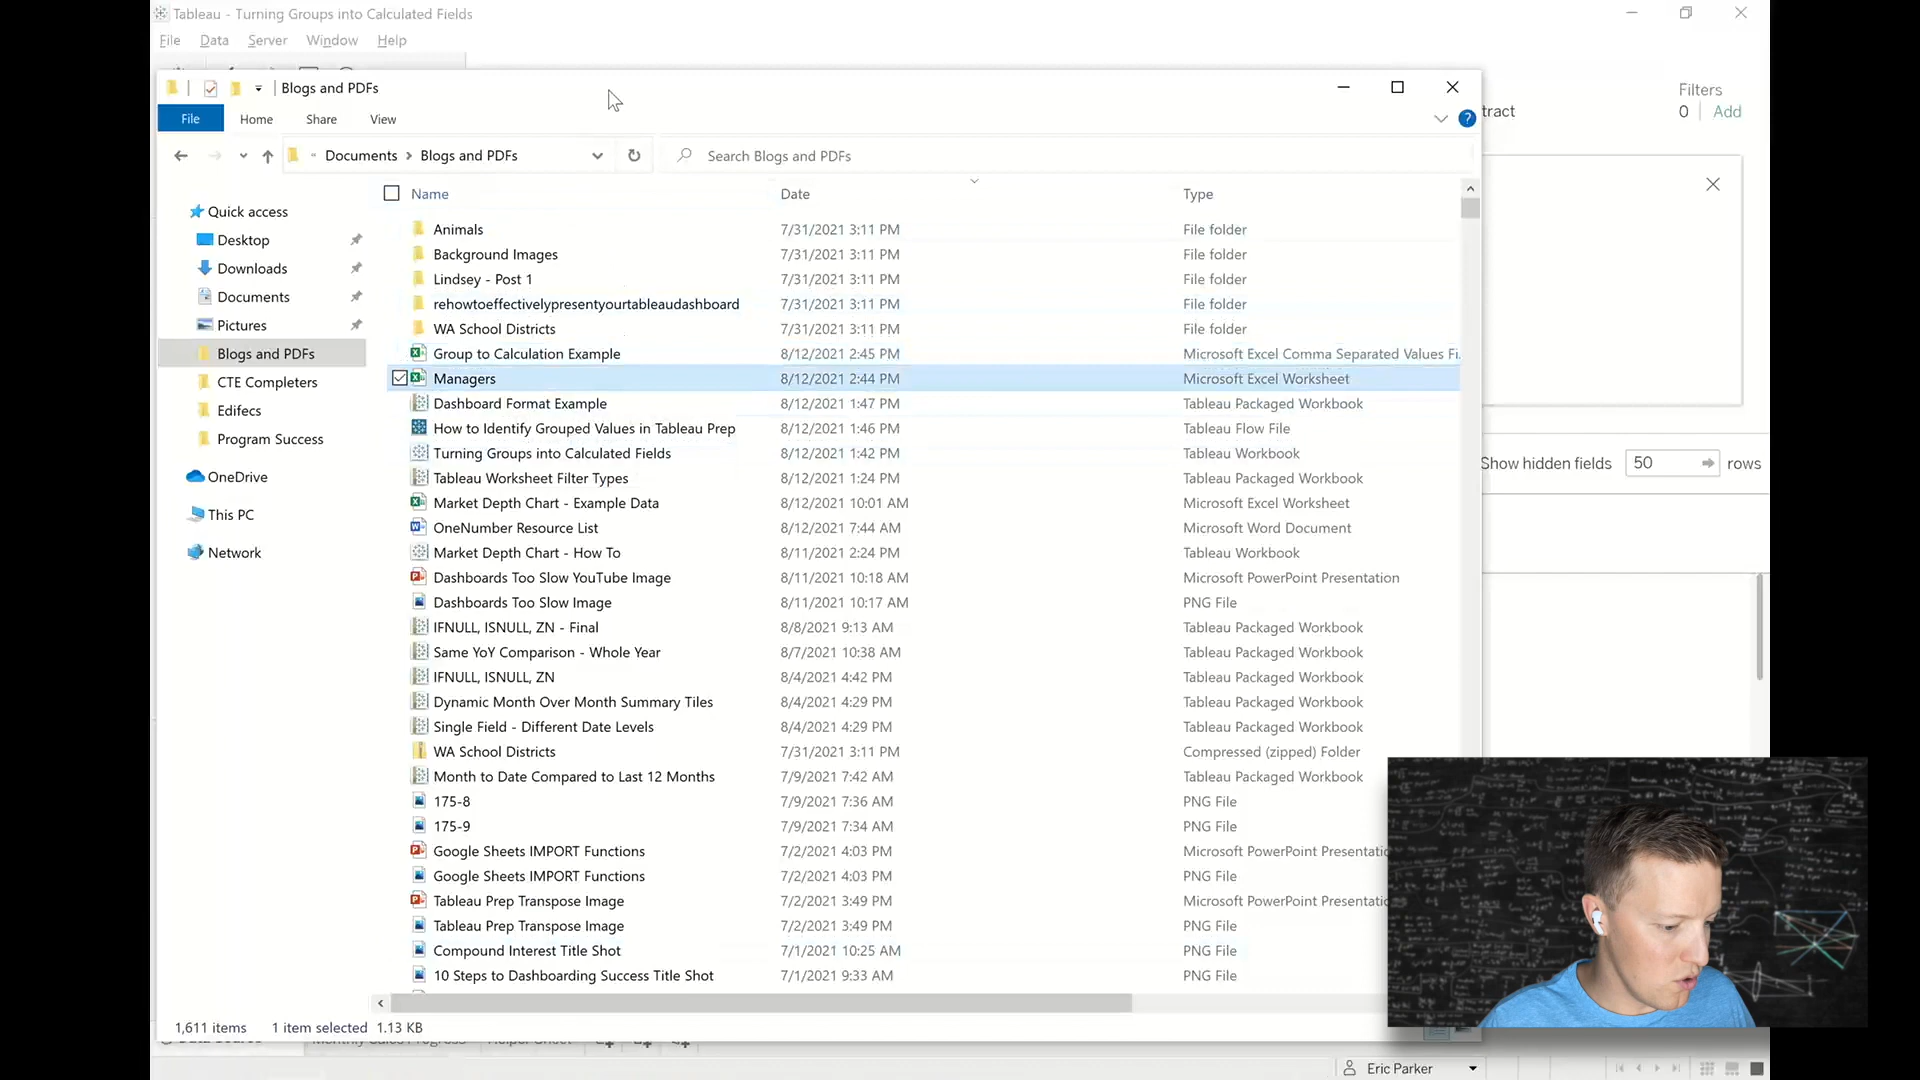 Tableau - Turning Groups into Calculated Fields
File Data Server Window Help
Blogs and PDFs
File Home Share View
tract
Filters
0 Add
Documents > Blogs and PDFs
Search Blogs and PDFs
Name Date Type
Quick access
Desktop
Downloads
Documents
Pictures
Blogs and PDFs
CTE Completers
Edifecs
Program Success
OneDrive
This PC
Network
Animals 7/31/2021 3:11 PM File folder
Background Images 7/31/2021 3:11 PM File folder
Lindsey - Post 1 7/31/2021 3:11 PM File folder
rehowtoeffectivelypresentyourtableaudashboard 7/31/2021 3:11 PM File folder
WA School Districts 7/31/2021 3:11 PM File folder
Group to Calculation Example 8/12/2021 2:45 PM Microsoft Excel Comma Separated Values Fi
Managers 8/12/2021 2:44 PM Microsoft Excel Worksheet
Dashboard Format Example 8/12/2021 1:47 PM Tableau Packaged Workbook
How to Identify Grouped Values in Tableau Prep 8/12/2021 1:46 PM Tableau Flow File
Turning Groups into Calculated Fields 8/12/2021 1:42 PM Tableau Workbook
Tableau Worksheet Filter Types 8/12/2021 1:24 PM Tableau Packaged Workbook
Market Depth Chart - Example Data 8/12/2021 10:01 AM Microsoft Excel Worksheet
OneNumber Resource List 8/12/2021 7:44 AM Microsoft Word Document
Market Depth Chart - How To 8/11/2021 2:24 PM Tableau Workbook
Dashboards Too Slow YouTube Image 8/11/2021 10:18 AM Microsoft PowerPoint Presentation
Dashboards Too Slow Image 8/11/2021 10:17 AM PNG File
IFNULL, ISNULL, ZN - Final 8/8/2021 9:13 AM Tableau Packaged Workbook
Same YoY Comparison - Whole Year 8/7/2021 10:38 AM Tableau Packaged Workbook
IFNULL, ISNULL, ZN 8/4/2021 4:42 PM Tableau Packaged Workbook
Dynamic Month Over Month Summary Tiles 8/4/2021 4:29 PM Tableau Packaged Workbook
Single Field - Different Date Levels 8/4/2021 4:29 PM Tableau Packaged Workbook
WA School Districts 7/31/2021 3:11 PM Compressed (zipped) Folder
Month to Date Compared to Last 12 Months 7/9/2021 7:42 AM Tableau Packaged Workbook
175-8 7/9/2021 7:36 AM PNG File
175-9 7/9/2021 7:34 AM PNG File
Google Sheets IMPORT Functions 7/2/2021 4:03 PM Microsoft PowerPoint Presentatic
Google Sheets IMPORT Functions 7/2/2021 4:03 PM PNG File
Tableau Prep Transpose Image 7/2/2021 3:49 PM Microsoft PowerPoint Presentatic
Tableau Prep Transpose Image 7/2/2021 3:49 PM PNG File
Compound Interest Title Shot 7/1/2021 10:25 AM PNG File
10 Steps to Dashboarding Success Title Shot 7/1/2021 9:33 AM PNG File
Show hidden fields 50 rows
1,611 items 1 item selected 1.13 KB
Eric Parker